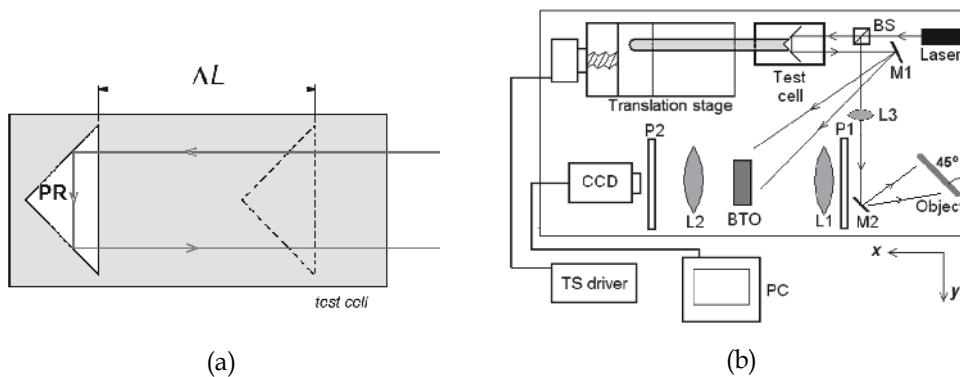 ΛL
PR
test cell
(a)
BS
Laser
M1
Test
cell
Translation stage
L3
P2
P1
CCD
45º
L2
BTO
L1
M2
Object
x
y
TS driver
PC
(b)